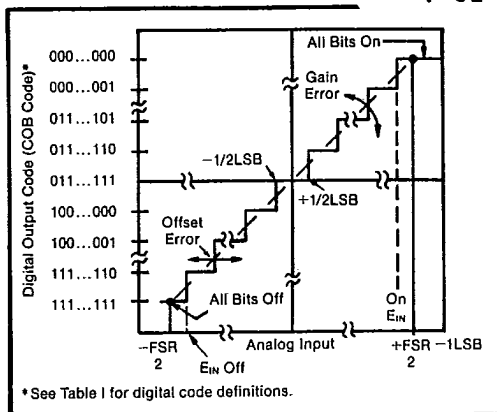 All Bits On
000...000
000...001
Gain
Error
011...101
011...110
−1/2LSB
011...111
+1/2LSB
100...000
Offset
Error
100...001
111...110
All Bits Off
On
EIN
111...111
Digital Output Code (COB Code)*
−FSR
2
EIN Off
Analog Input
+FSR −1LSB
2
*See Table I for digital code definitions.